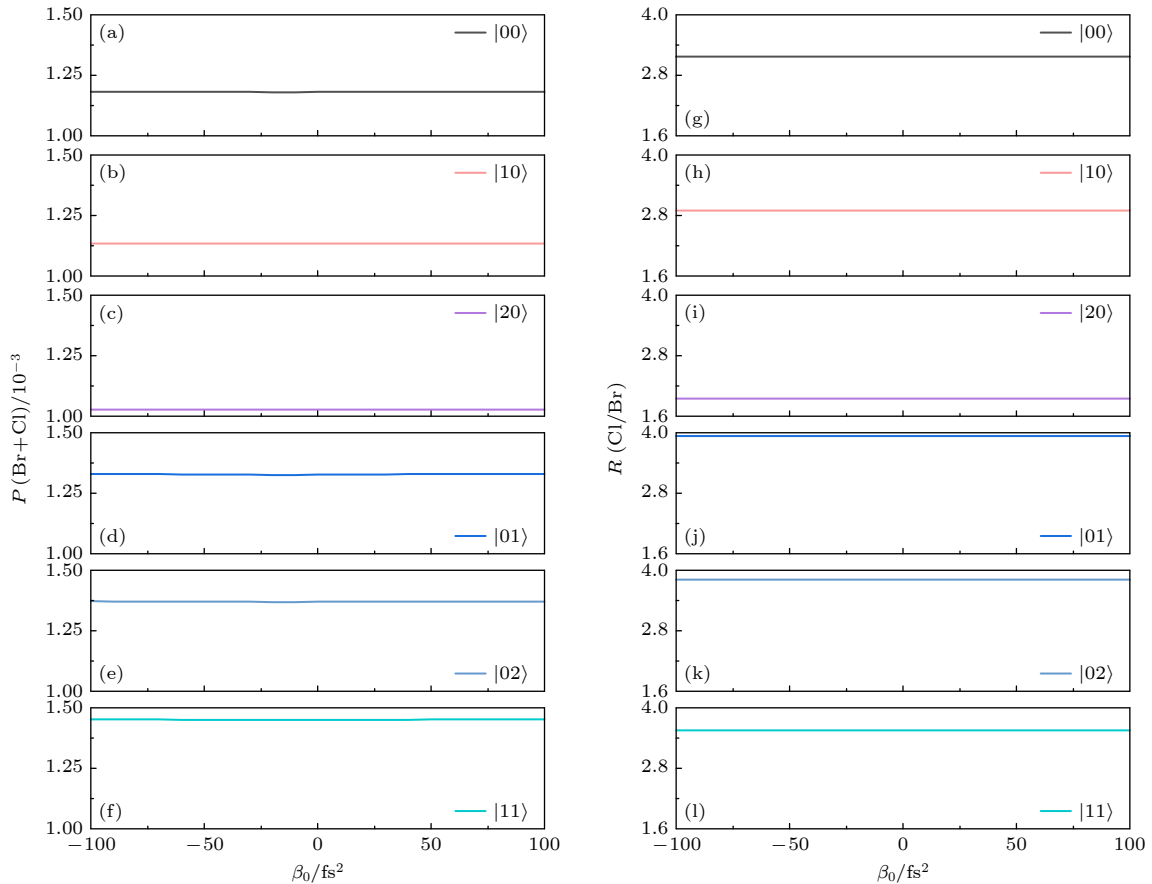 P (Br+Cl)/10⁻³
1.50
1.25
1.00
(a)
|00⟩
1.50
1.25
1.00
(b)
|10⟩
1.50
1.25
1.00
(c)
|20⟩
1.50
1.25
1.00
(d)
|01⟩
1.50
1.25
1.00
(e)
|02⟩
1.50
1.25
1.00
(f)
|11⟩
−100 −50 0 50 100
β₀/fs²
R (Cl/Br)
4.0
2.8
1.6
(g)
|00⟩
4.0
2.8
1.6
(h)
|10⟩
4.0
2.8
1.6
(i)
|20⟩
4.0
2.8
1.6
(j)
|01⟩
4.0
2.8
1.6
(k)
|02⟩
4.0
2.8
1.6
(l)
|11⟩
−100 −50 0 50 100
β₀/fs²